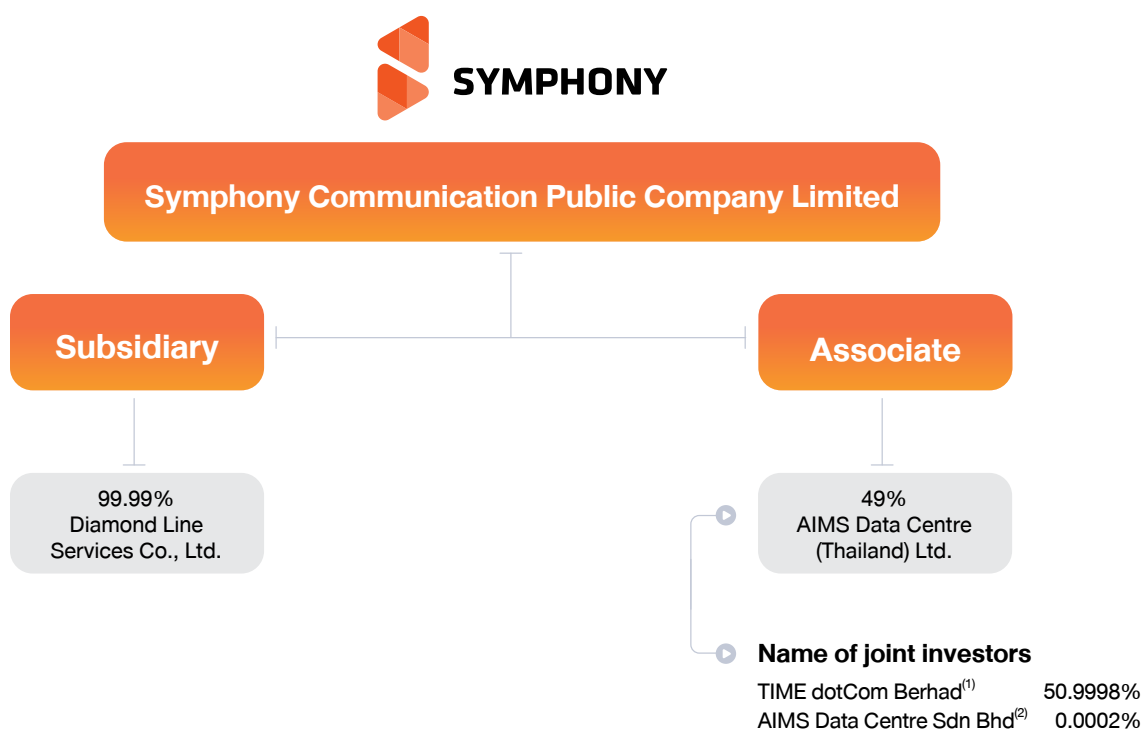 SYMPHONY
Symphony Communication Public Company Limited
Subsidiary
Associate
99.99%
Diamond Line
Services Co., Ltd.
49%
AIMS Data Centre
(Thailand) Ltd.
Name of joint investors
TIME dotCom Berhad(1) 50.9998%
AIMS Data Centre Sdn Bhd(2) 0.0002%